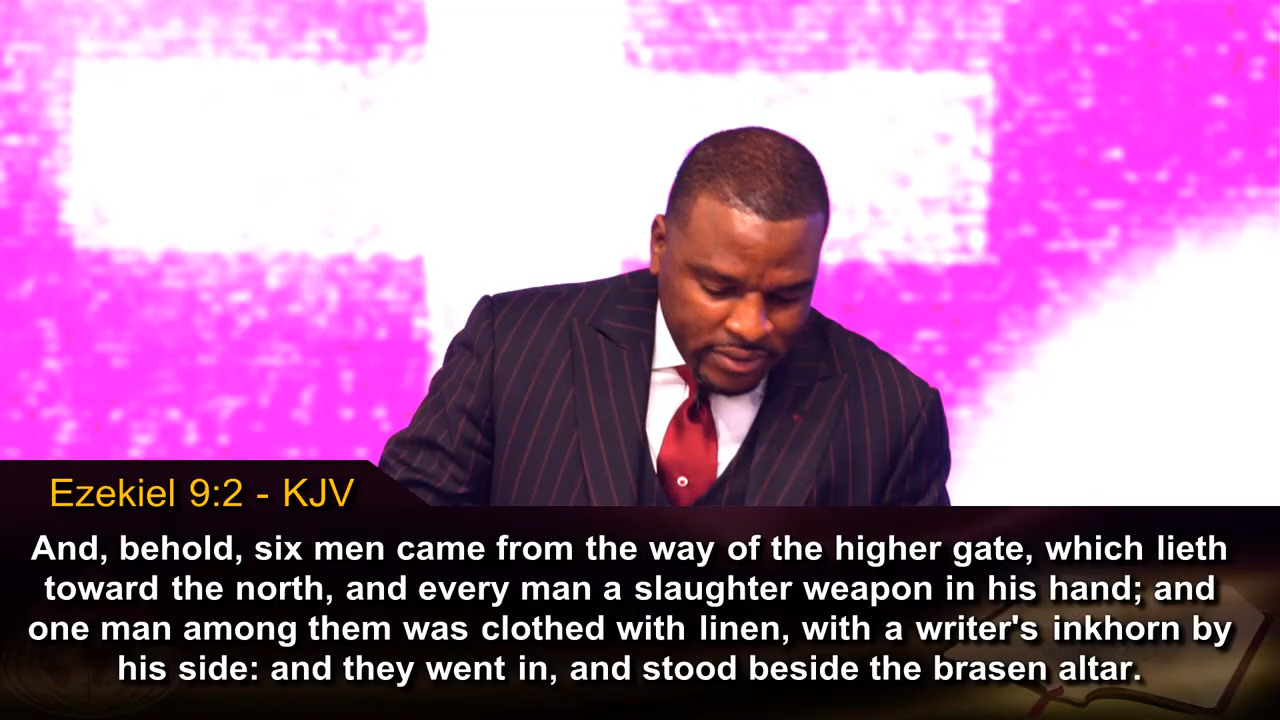 Ezekiel 9:2 - KJV
And, behold, six men came from the way of the higher gate, which lieth
toward the north, and every man a slaughter weapon in his hand; and
one man among them was clothed with linen, with a writer's inkhorn by
his side: and they went in, and stood beside the brasen altar.